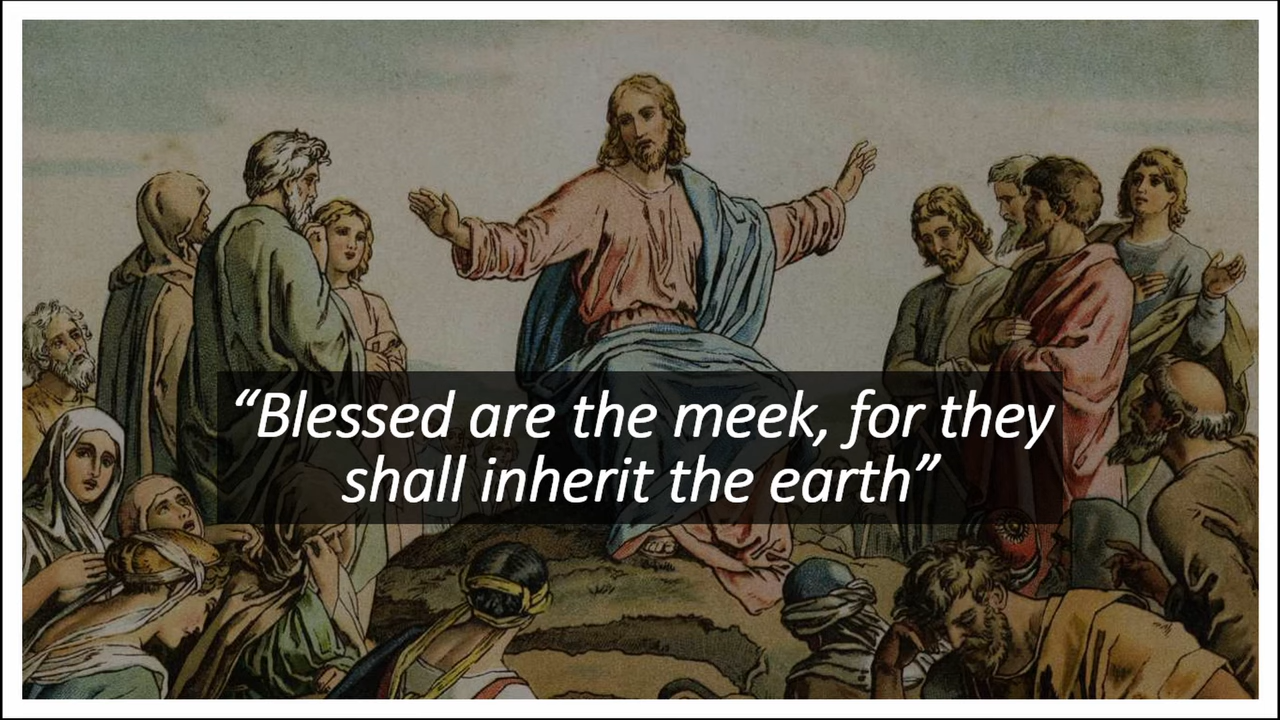 “Blessed are the meek, for they
shall inherit the earth”